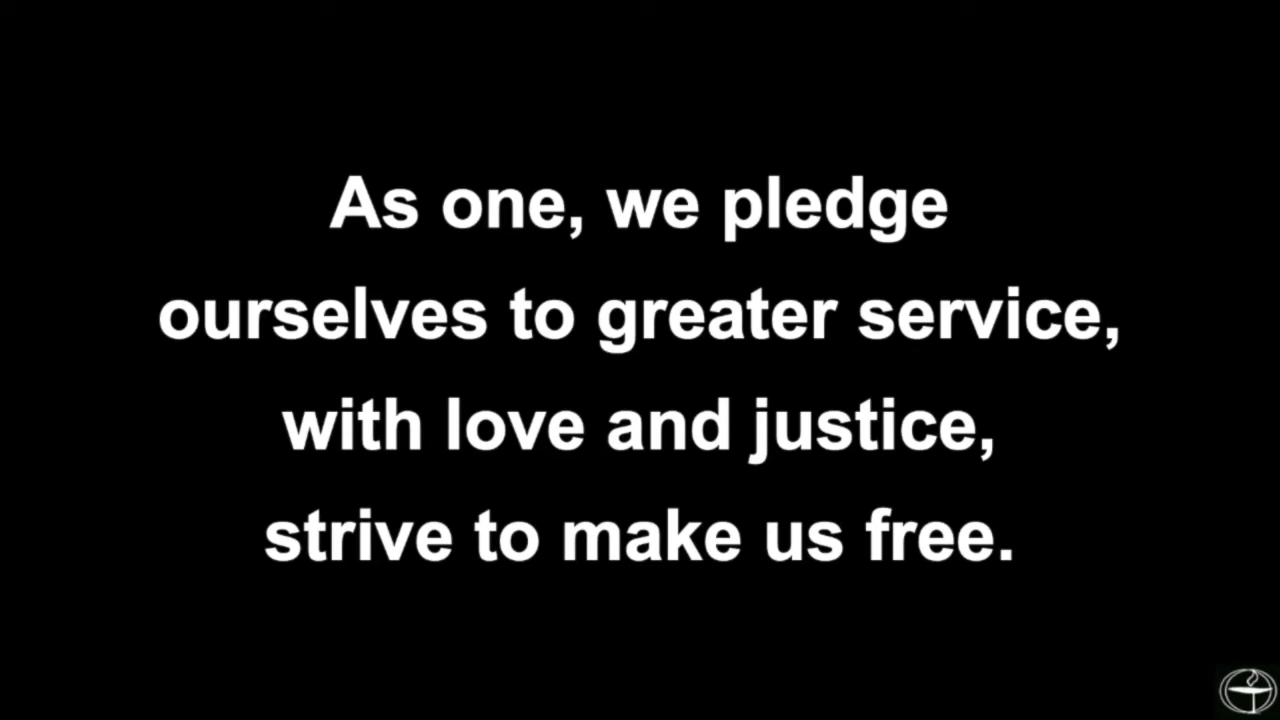 As one, we pledge
ourselves to greater service,
with love and justice,
strive to make us free.